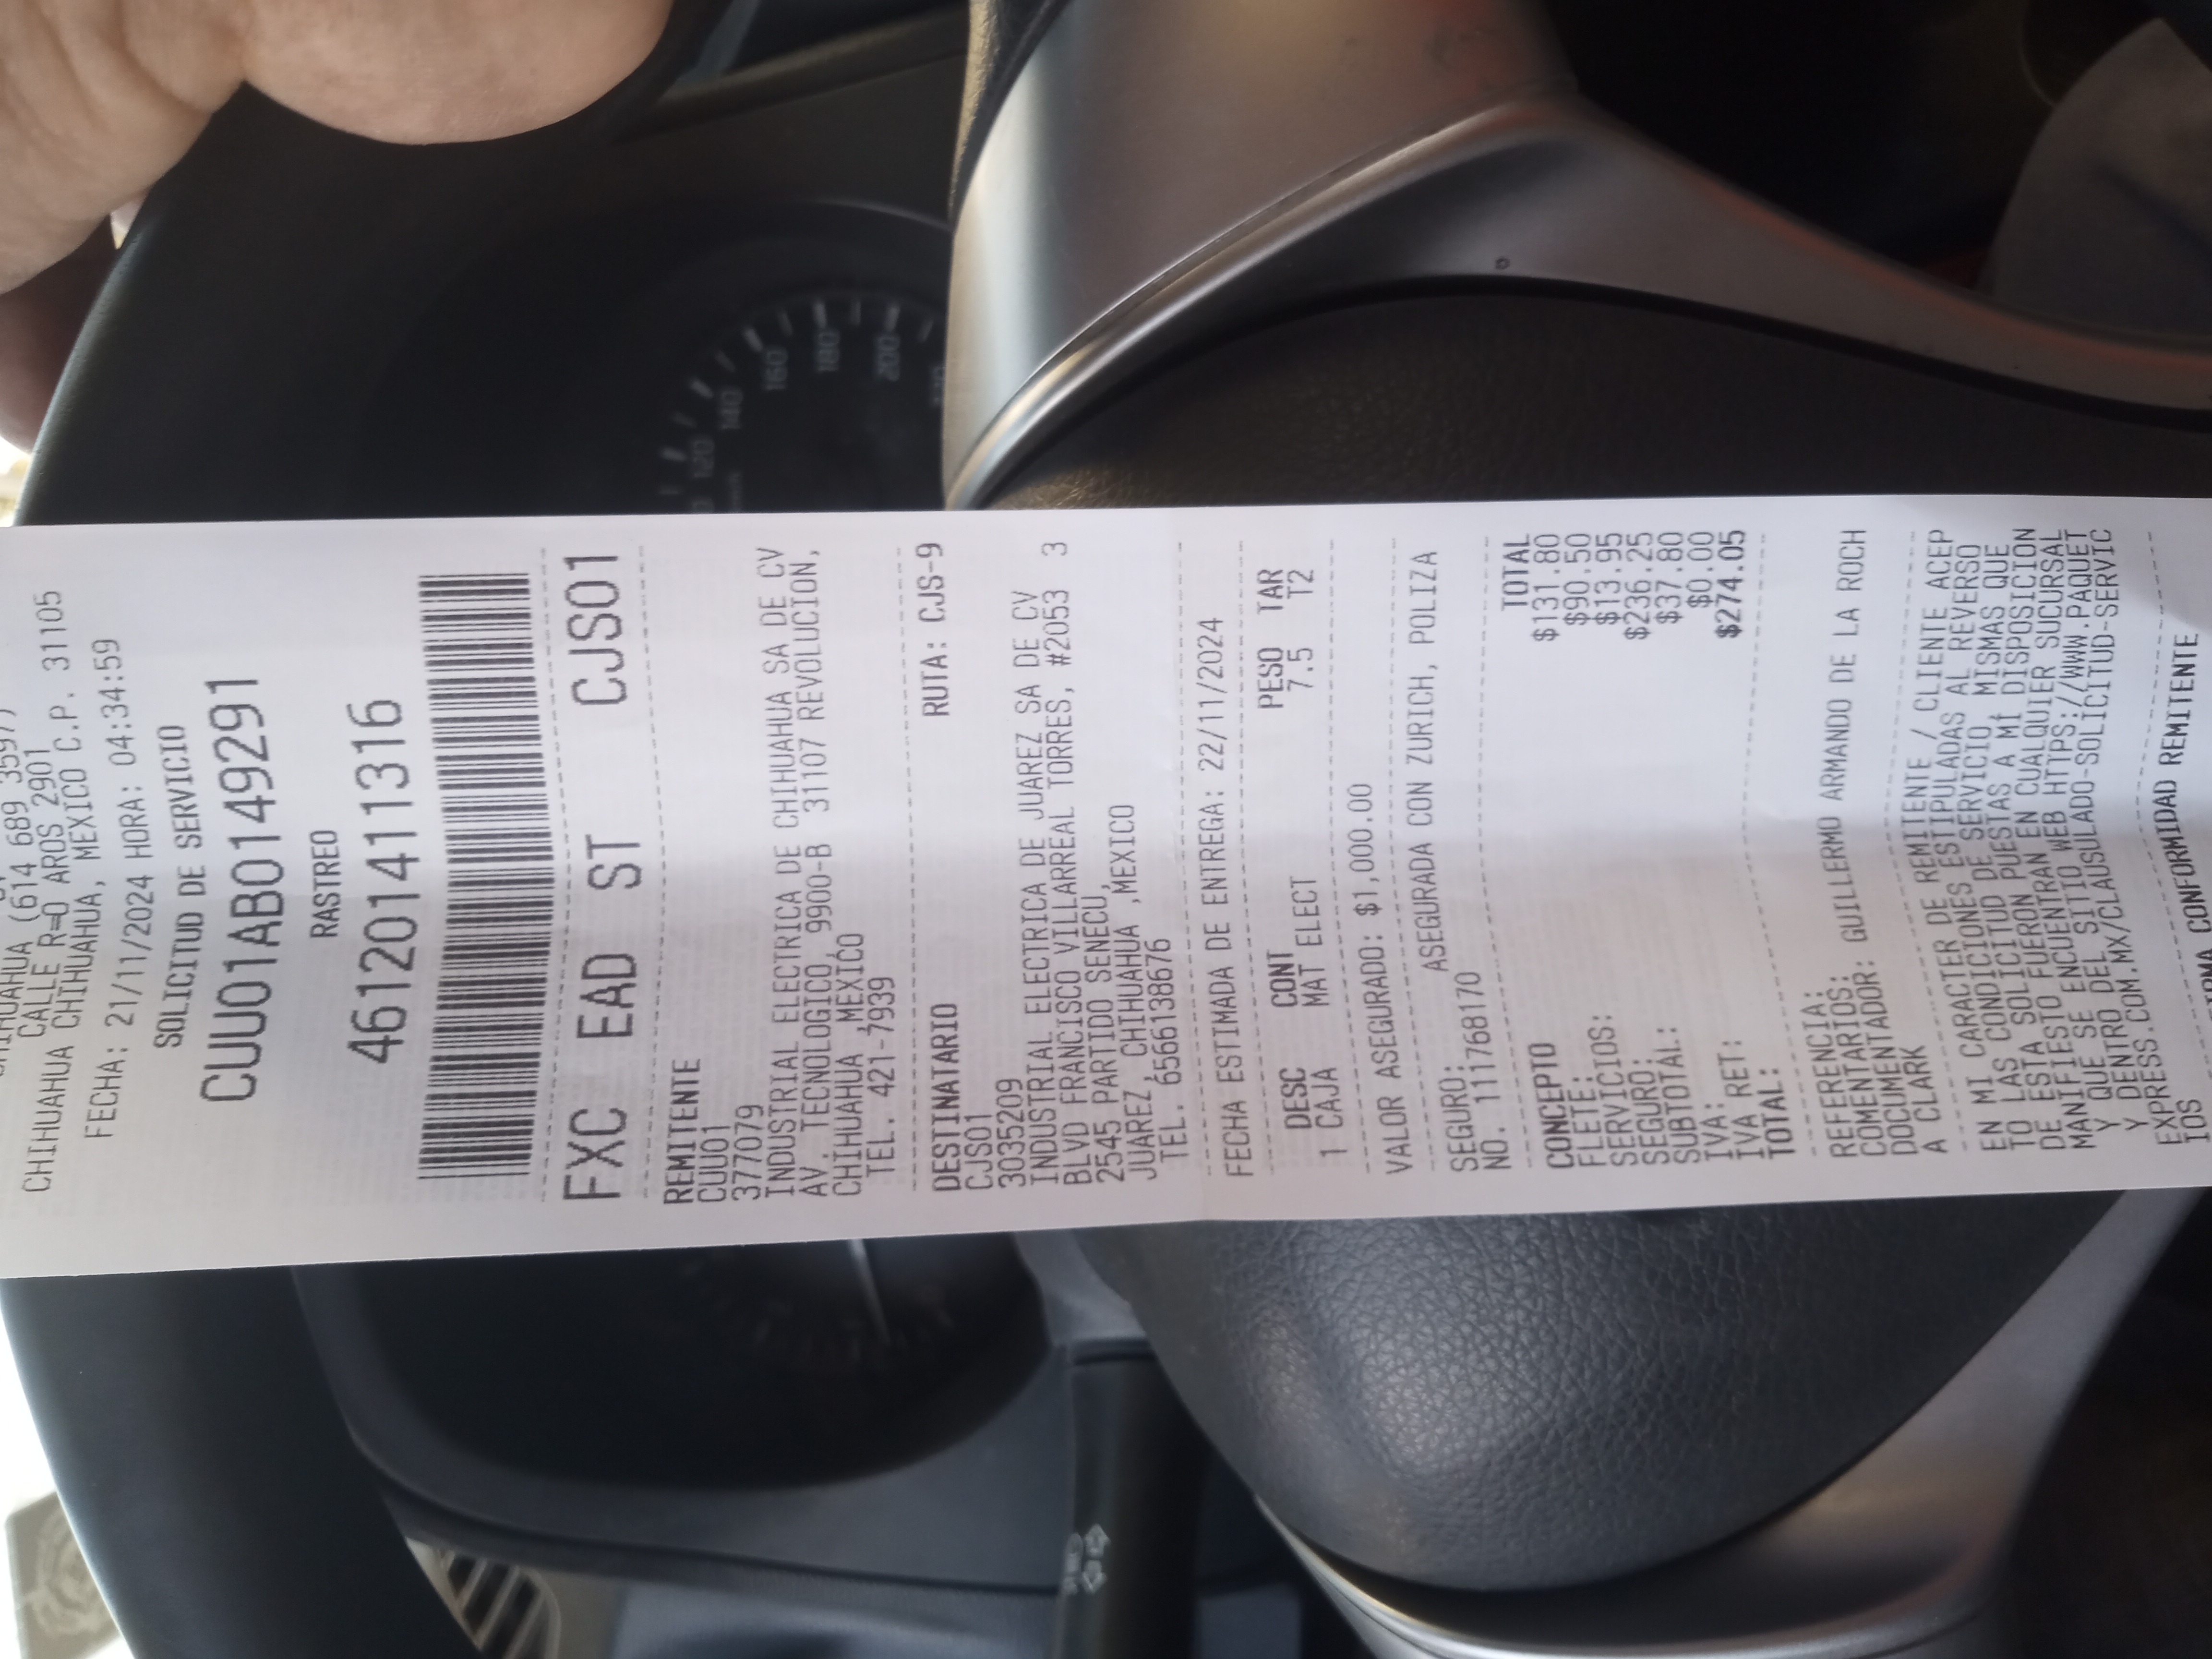 CHIHUAHUA (614 689 3597)
CALLE R=O AROS 2901
CHIHUAHUA CHIHUAHUA, MEXICO C.P. 31105
FECHA: 21/11/2024 HORA: 04:34:59
SOLICITUD DE SERVICIO
CUU01AB0149291
RASTREO
461201411316
FXC EAD ST CJS01
REMITENTE
CUU01
377079
INDUSTRIAL ELECTRICA DE CHIHUAHUA SA DE CV
AV. TECNOLOGICO, 9900-B 31107 REVOLUCION,
CHIHUAHUA ,MEXICO
TEL. 421-7939
RUTA: CJS-9
DESTINATARIO
CJS01
3035209
INDUSTRIAL ELECTRICA DE JUAREZ SA DE CV
BLVD FRANCISCO VILLARREAL TORRES, #2053 3
2545 PARTIDO SENECU,
JUAREZ, CHIHUAHUA ,MEXICO
TEL. 6566138676
FECHA ESTIMADA DE ENTREGA: 22/11/2024
DESC CONT PESO TAR
1 CAJA MAT ELECT 7.5 T2
VALOR ASEGURADO: $1,000.00
ASEGURADA CON ZURICH, POLIZA
SEGURO:
NO. 111768170
CONCEPTO TOTAL
FLETE: $131.80
SERVICIOS: $90.50
SEGURO: $13.95
SUBTOTAL: $236.25
IVA: $37.80
IVA RET: $0.00
TOTAL: $274.05
REFERENCIA:
COMENTARIOS:
DOCUMENTADOR: GUILLERMO ARMANDO DE LA ROCH
A CLARK
EN MI CARACTER DE REMITENTE / CLIENTE ACEP
TO LAS CONDICIONES ESTIPULADAS AL REVERSO
DE ESTA SOLICITUD DE SERVICIO, MISMAS QUE
MANIFIESTO FUERON PUESTAS A Mí DISPOSICION
Y QUE SE ENCUENTRAN EN CUALQUIER SUCURSAL
Y DENTRO DEL SITIO WEB HTTPS://WWW.PAQUET
EXPRESS.COM.MX/CLAUSULADO-SOLICITUD-SERVIC
IOS
CONFORMIDAD REMITENTE
120
140
160
180
200